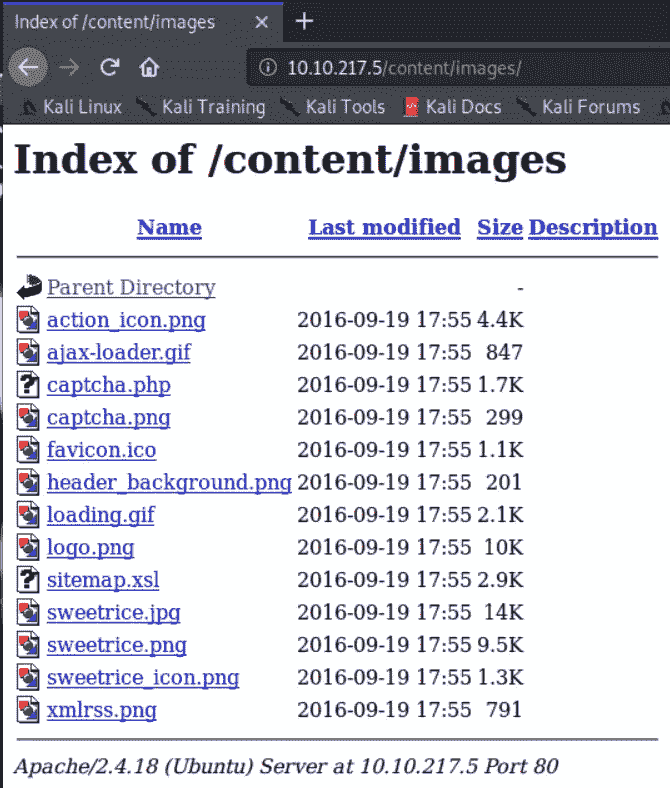 Index of /content/images
10.10.217.5/content/images/
Kali Linux Kali Training Kali Tools Kali Docs Kali Forums
Index of /content/images
Name Last modified Size Description
Parent Directory -
action_icon.png 2016-09-19 17:55 4.4K
ajax-loader.gif 2016-09-19 17:55 847
captcha.php 2016-09-19 17:55 1.7K
captcha.png 2016-09-19 17:55 299
favicon.ico 2016-09-19 17:55 1.1K
header_background.png 2016-09-19 17:55 201
loading.gif 2016-09-19 17:55 2.1K
logo.png 2016-09-19 17:55 10K
sitemap.xsl 2016-09-19 17:55 2.9K
sweetrice.jpg 2016-09-19 17:55 14K
sweetrice.png 2016-09-19 17:55 9.5K
sweetrice_icon.png 2016-09-19 17:55 1.3K
xmlrss.png 2016-09-19 17:55 791
Apache/2.4.18 (Ubuntu) Server at 10.10.217.5 Port 80